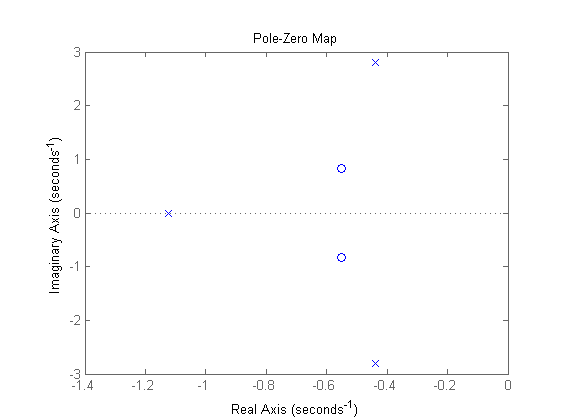 Pole-Zero Map
3
2
1
0
-1
-2
-3
Imaginary Axis (seconds⁻¹)
-1.4 -1.2 -1 -0.8 -0.6 -0.4 -0.2 0
Real Axis (seconds⁻¹)